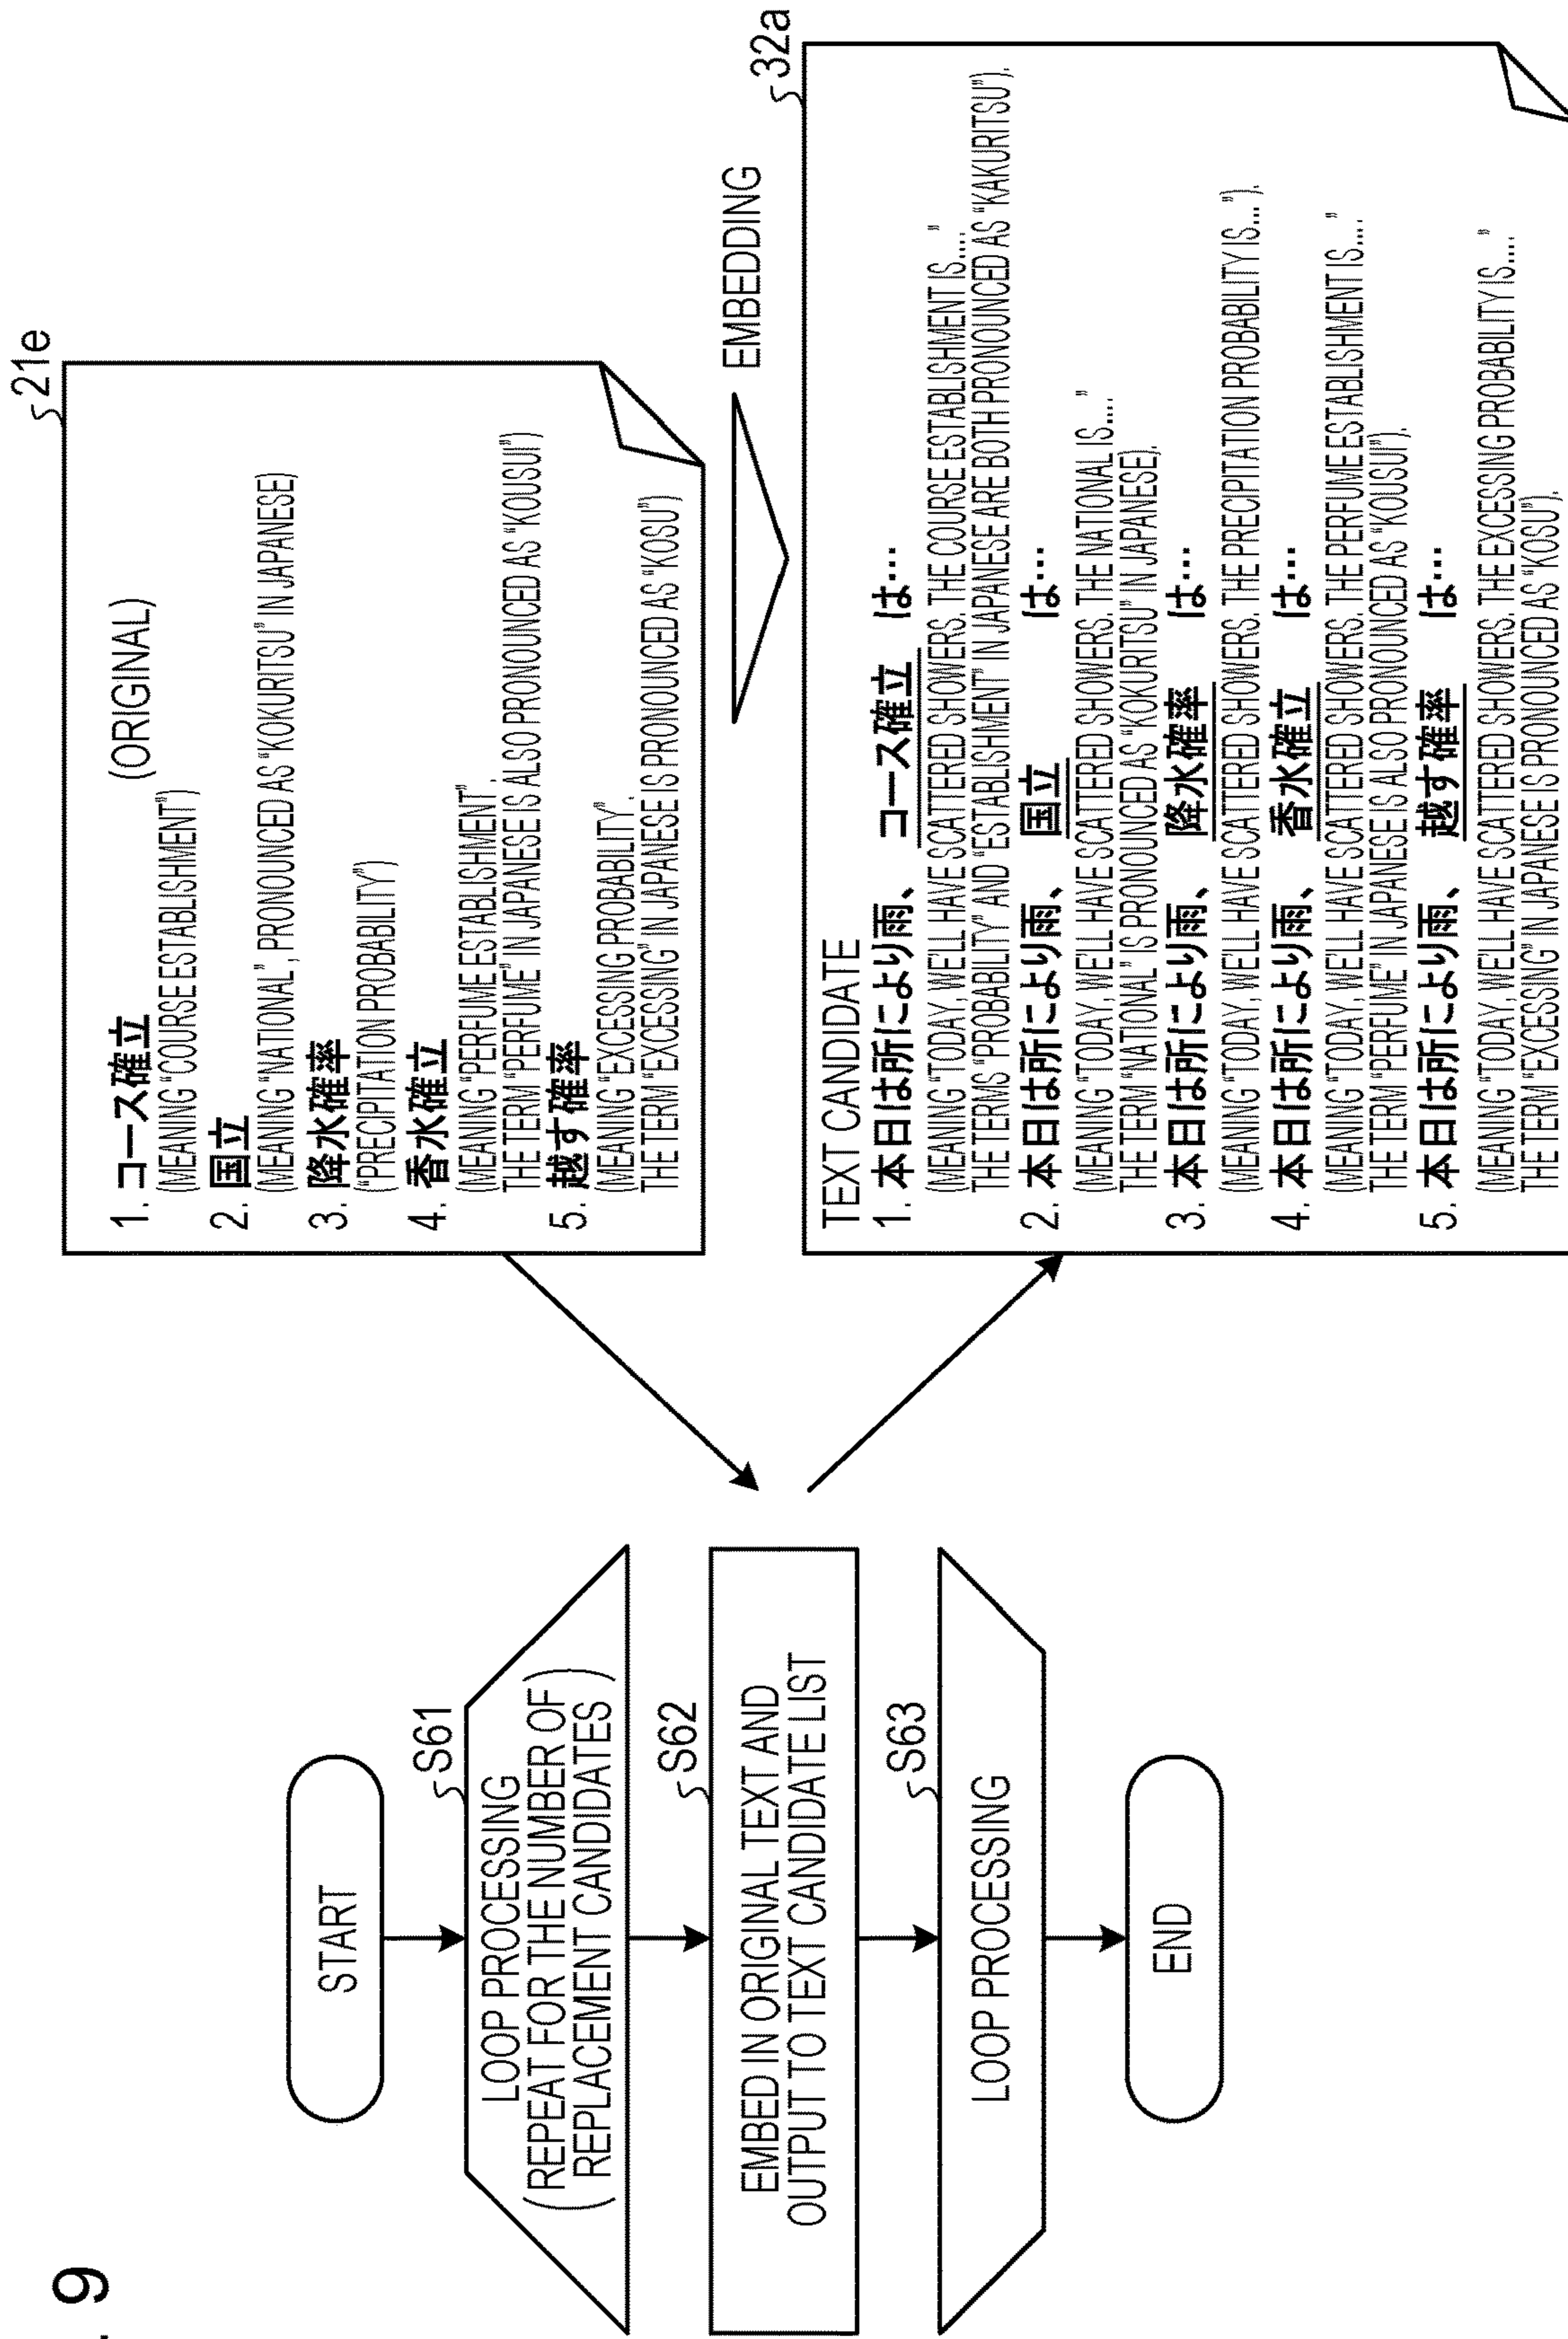 . 9
START
S61
LOOP PROCESSING
(REPEAT FOR THE NUMBER OF
REPLACEMENT CANDIDATES)
S62
EMBED IN ORIGINAL TEXT AND
OUTPUT TO TEXT CANDIDATE LIST
S63
LOOP PROCESSING
END
21e
1. コース確立 (ORIGINAL)
(MEANING “COURSE ESTABLISHMENT”)
2. 国立
(MEANING “NATIONAL”, PRONOUNCED AS “KOKURITSU” IN JAPANESE)
3. 降水確率
(“PRECIPITATION PROBABILITY”)
4. 香水確立
(MEANING “PERFUME ESTABLISHMENT”.
THE TERM “PERFUME” IN JAPANESE IS ALSO PRONOUNCED AS “KOUSUI”)
5. 越す確率
(MEANING “EXCESSING PROBABILITY”.
THE TERM “EXCESSING” IN JAPANESE IS PRONOUNCED AS “KOSU”)
EMBEDDING
32a
TEXT CANDIDATE
1. 本日は所により雨、 コース確立 は…
(MEANING “TODAY, WE'LL HAVE SCATTERED SHOWERS. THE COURSE ESTABLISHMENT IS.... ”
THE TERMS “PROBABILITY” AND “ESTABLISHMENT” IN JAPANESE ARE BOTH PRONOUNCED AS “KAKURITSU”).
2. 本日は所により雨、 国立 は…
(MEANING “TODAY, WE'LL HAVE SCATTERED SHOWERS. THE NATIONAL IS.... ”
THE TERM “NATIONAL” IS PRONOUNCED AS “KOKURITSU” IN JAPANESE).
3. 本日は所により雨、 降水確率 は…
(MEANING “TODAY, WE'LL HAVE SCATTERED SHOWERS. THE PRECIPITATION PROBABILITY IS... ”).
4. 本日は所により雨、 香水確立 は…
(MEANING “TODAY, WE'LL HAVE SCATTERED SHOWERS. THE PERFUME ESTABLISHMENT IS.... ”
THE TERM “PERFUME” IN JAPANESE IS ALSO PRONOUNCED AS “KOUSUI”).
5. 本日は所により雨、 越す確率 は…
(MEANING “TODAY, WE'LL HAVE SCATTERED SHOWERS. THE EXCESSING PROBABILITY IS.... ”
THE TERM “EXCESSING” IN JAPANESE IS PRONOUNCED AS “KOSU”).